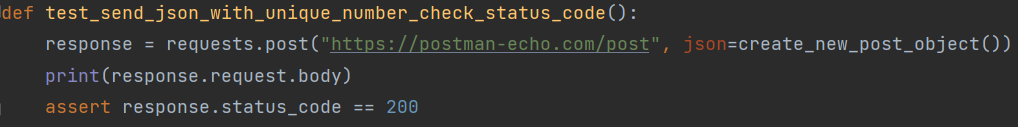 def test_send_json_with_unique_number_check_status_code():
    response = requests.post("https://postman-echo.com/post", json=create_new_post_object())
    print(response.request.body)
    assert response.status_code == 200